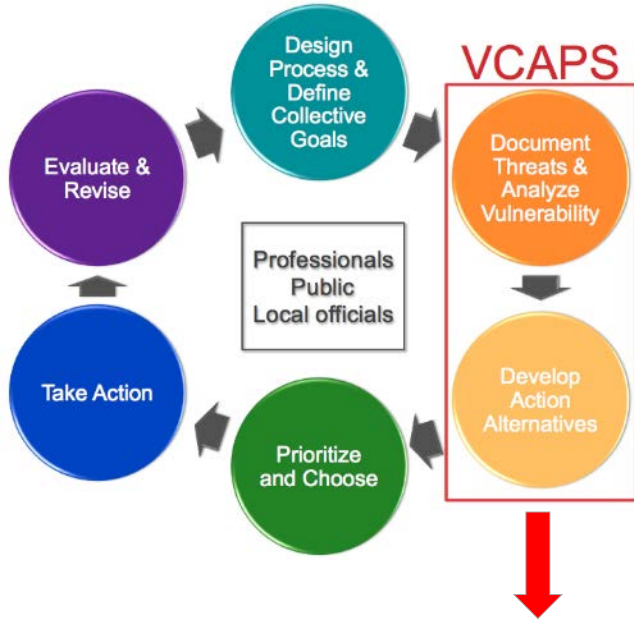 Design
Process &
Define
Collective
Goals
VCAPS
Document
Threats &
Analyze
Vulnerability
Develop
Action
Alternatives
Prioritize
and Choose
Take Action
Evaluate &
Revise
Professionals
Public
Local officials